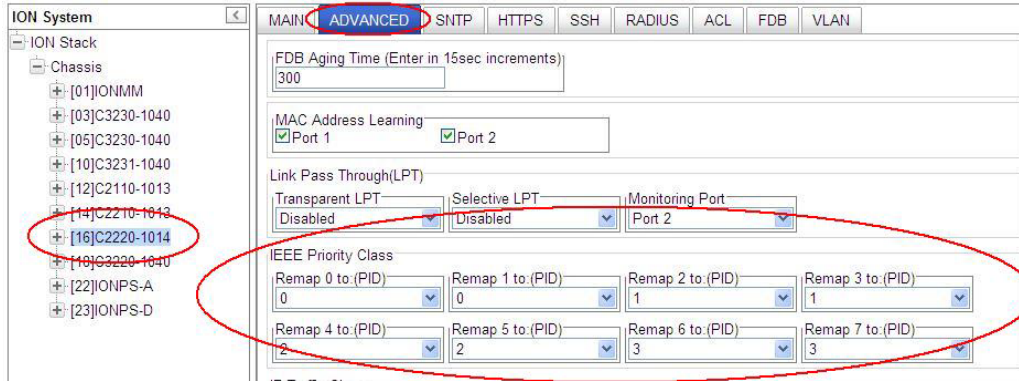 ION System
<
ION Stack
Chassis
[01]IONMM
[03]C3230-1040
[05]C3230-1040
[10]C3231-1040
[12]C2110-1013
[14]C2210-1013
[16]C2220-1014
[18]C3220-1040
[22]IONPS-A
[23]IONPS-D
MAIN ADVANCED SNTP HTTPS SSH RADIUS ACL FDB VLAN
FDB Aging Time (Enter in 15sec increments)
300
MAC Address Learning
Port 1 Port 2
Link Pass Through(LPT)
Transparent LPT Selective LPT Monitoring Port
Disabled Disabled Port 2
IEEE Priority Class
Remap 0 to:(PID) Remap 1 to:(PID) Remap 2 to:(PID) Remap 3 to:(PID)
0 0 1 1
Remap 4 to:(PID) Remap 5 to:(PID) Remap 6 to:(PID) Remap 7 to:(PID)
2 2 3 3